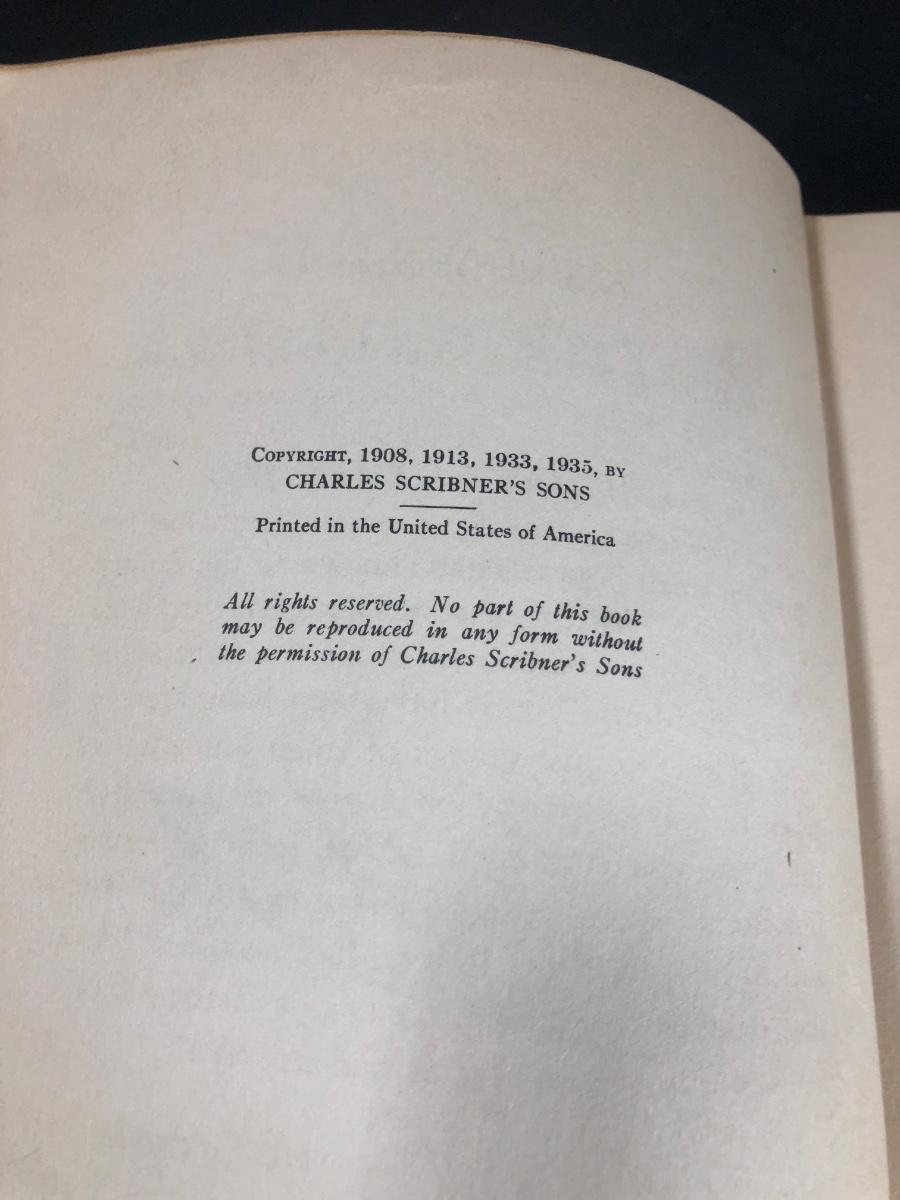 COPYRIGHT, 1908, 1913, 1933, 1935, BY
CHARLES SCRIBNER'S SONS
Printed in the United States of America
All rights reserved. No part of this book
may be reproduced in any form without
the permission of Charles Scribner's Sons